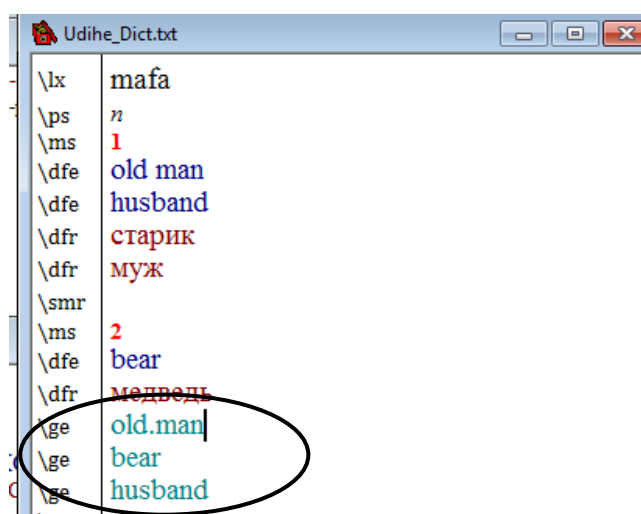 Udihe_Dict.txt
\lx mafa
\ps n
\ms 1
\dfe old man
\dfe husband
\dfr старик
\dfr муж
\smr
\ms 2
\dfe bear
\dfr медведь
\ge old.man
\ge bear
\ge husband